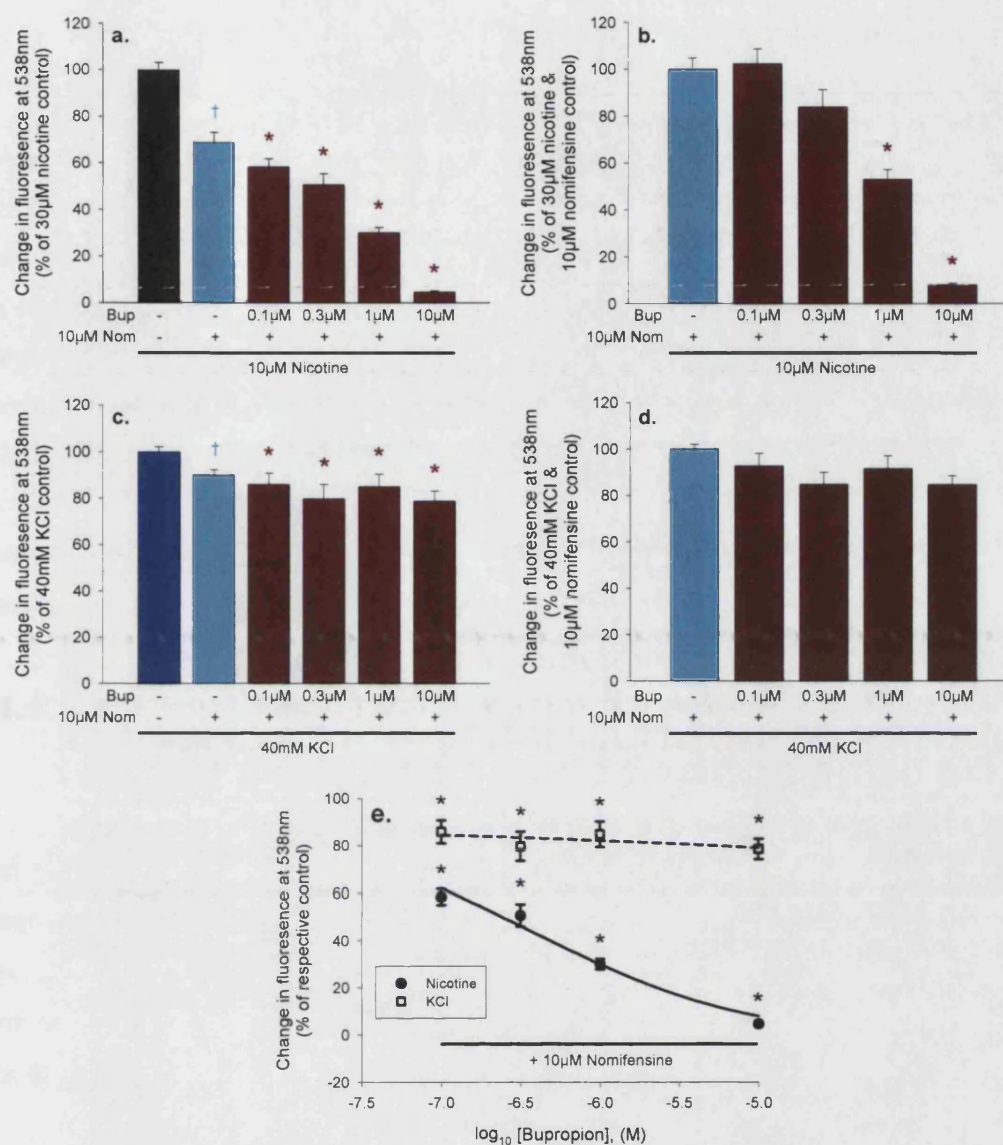 a.
Change in fluoresence at 538nm
(% of 30µM nicotine control)
120
100
80
60
40
20
0
†
*
*
*
*
Bup - - 0.1µM 0.3µM 1µM 10µM
10µM Nom - + + + + +
10µM Nicotine
b.
Change in fluoresence at 538nm
(% of 30µM nicotine &
10µM nomifensine control)
120
100
80
60
40
20
0
*
*
Bup - 0.1µM 0.3µM 1µM 10µM
10µM Nom + + + + +
10µM Nicotine
c.
Change in fluoresence at 538nm
(% of 40mM KCl control)
120
100
80
60
40
20
0
†
*
*
*
*
Bup - - 0.1µM 0.3µM 1µM 10µM
10µM Nom - + + + + +
40mM KCl
d.
Change in fluoresence at 538nm
(% of 40mM KCl &
10µM nomifensine control)
120
100
80
60
40
20
0
Bup - 0.1µM 0.3µM 1µM 10µM
10µM Nom + + + + +
40mM KCl
e.
Change in fluoresence at 538nm
(% of respective control)
100
80
60
40
20
0
-20
*
*
*
*
*
*
*
*
Nicotine
KCl
+ 10µM Nomifensine
-7.0 -6.5 -6.0 -5.5 -5.0
log10 [Bupropion], (M)